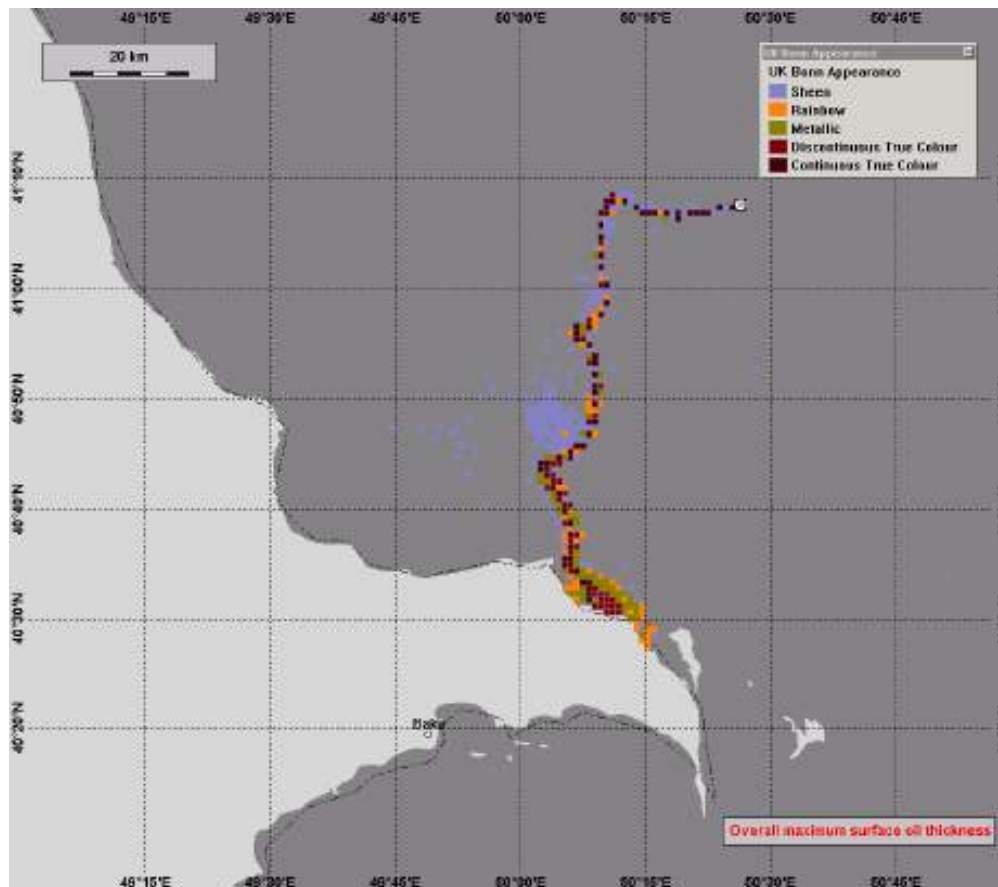 49°15'E 49°30'E 49°45'E 50°00'E 50°15'E 50°30'E 50°45'E
20 km
UK Bonn Appearance
UK Bonn Appearance
Sheen
Rainbow
Metallic
Discontinuous True Colour
Continuous True Colour
41°10'N
41°00'N
40°50'N
40°40'N
40°30'N
40°20'N
Baku
Overall maximum surface oil thickness
49°15'E 49°30'E 49°45'E 50°00'E 50°15'E 50°30'E 50°45'E